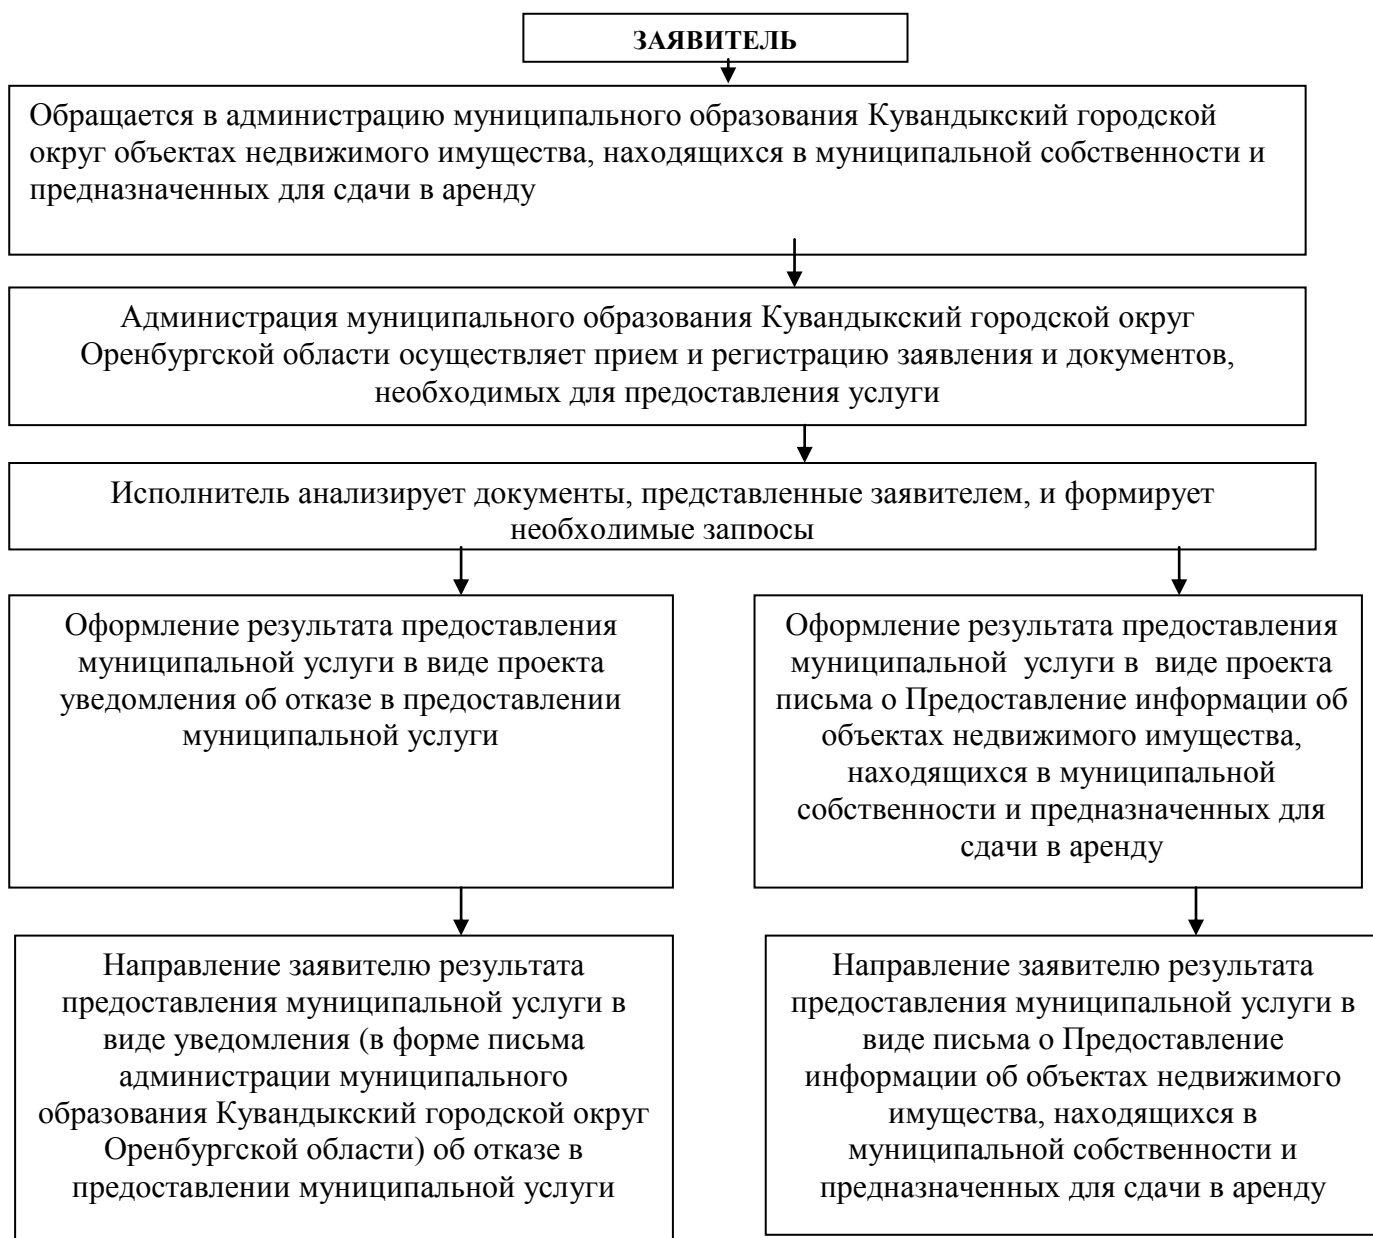 ЗАЯВИТЕЛЬ
Обращается в администрацию муниципального образования Кувандыкский городской
округ объектах недвижимого имущества, находящихся в муниципальной собственности и
предназначенных для сдачи в аренду
Администрация муниципального образования Кувандыкский городской округ
Оренбургской области осуществляет прием и регистрацию заявления и документов,
необходимых для предоставления услуги
Исполнитель анализирует документы, представленные заявителем, и формирует
необходимые запросы
Оформление результата предоставления
муниципальной услуги в виде проекта
уведомления об отказе в предоставлении
муниципальной услуги
Оформление результата предоставления
муниципальной услуги в виде проекта
письма о Предоставление информации об
объектах недвижимого имущества,
находящихся в муниципальной
собственности и предназначенных для
сдачи в аренду
Направление заявителю результата
предоставления муниципальной услуги в
виде уведомления (в форме письма
администрации муниципального
образования Кувандыкский городской округ
Оренбургской области) об отказе в
предоставлении муниципальной услуги
Направление заявителю результата
предоставления муниципальной услуги в
виде письма о Предоставление
информации об объектах недвижимого
имущества, находящихся в
муниципальной собственности и
предназначенных для сдачи в аренду